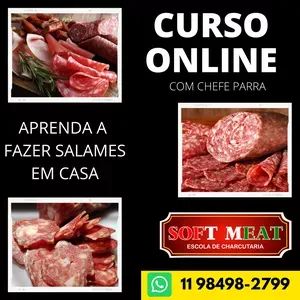 CURSO
ONLINE
COM CHEFE PARRA
APRENDA A
FAZER SALAMES
EM CASA
SOFT MEAT
ESCOLA DE CHARCUTARIA
11 98498-2799